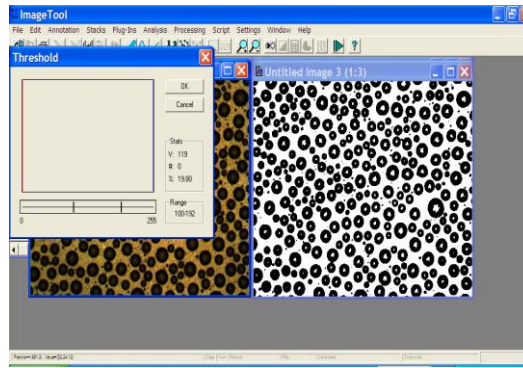 ImageTool
File Edit Annotation Stacks Plug-Ins Analysis Processing Script Settings Window Help
Threshold
Untitled Image 3 (1:3)
OK
Cancel
Stats
V: 119
#: 0
%: 19.80
Range
100-192
0 255